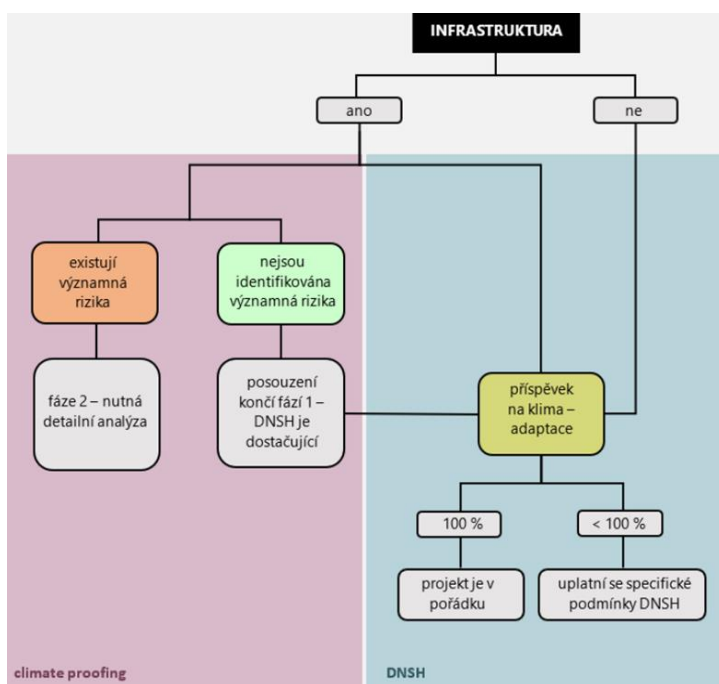 INFRASTRUKTURA
ano
ne
existují
významná
rizika
nejsou
identifikována
významná rizika
fáze 2 – nutná
detailní analýza
posouzení
končí fází 1 –
DNSH je
dostačující
příspěvek
na klima –
adaptace
100 %
< 100 %
projekt je v
pořádku
uplatní se specifické
podmínky DNSH
climate proofing
DNSH